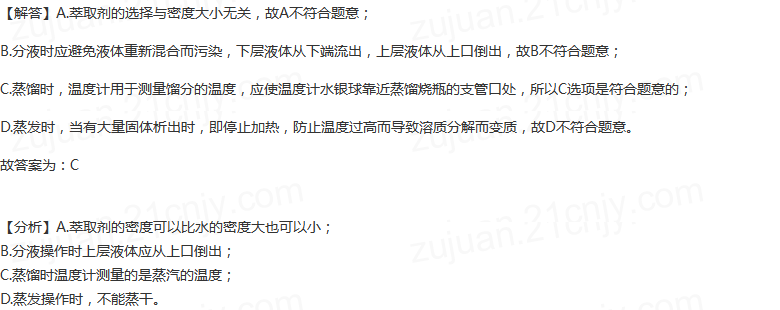 【解答】A.萃取剂的选择与密度大小无关，故A不符合题意；
B.分液时应避免液体重新混合而污染，下层液体从下端流出，上层液体从上口倒出，故B不符合题意；
C.蒸馏时，温度计用于测量馏分的温度，应使温度计水银球靠近蒸馏烧瓶的支管口处，所以C选项是符合题意的；
D.蒸发时，当有大量固体析出时，即停止加热，防止温度过高而导致溶质分解而变质，故D不符合题意。
故答案为：C
【分析】A.萃取剂的密度可以比水的密度大也可以小；
B.分液操作时上层液体应从上口倒出；
C.蒸馏时温度计测量的是蒸汽的温度；
D.蒸发操作时，不能蒸干。
zujuan.21cnjy.com